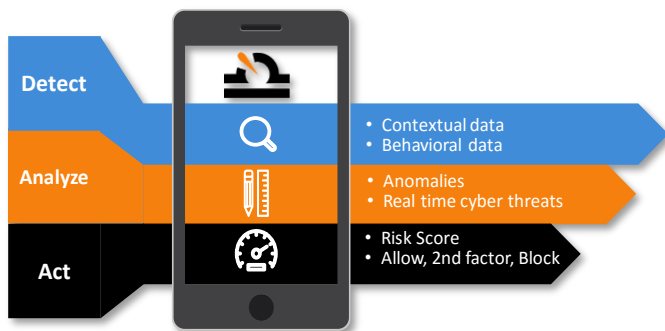 Detect
• Contextual data
• Behavioral data
Analyze
• Anomalies
• Real time cyber threats
Act
• Risk Score
• Allow, 2nd factor, Block